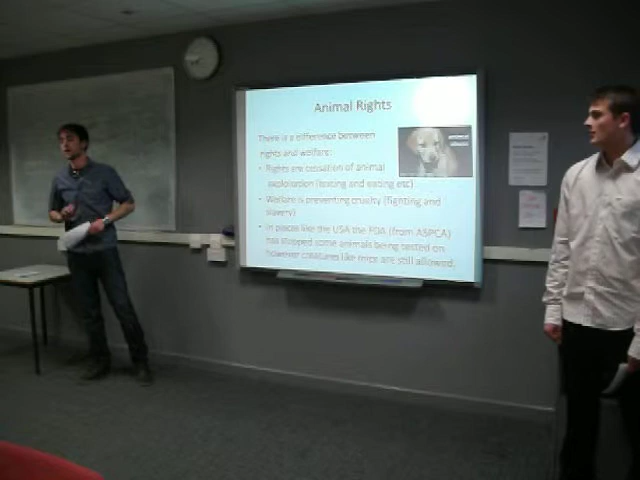 Animal Rights
There is a difference between
rights and welfare:
• Rights are cessation of animal
exploitation (testing and eating etc)
• Welfare is preventing cruelty (fighting and
slavery)
• In places like the USA the FDA (from ASPCA)
has stopped some animals being tested on
however creatures like mice are still allowed.